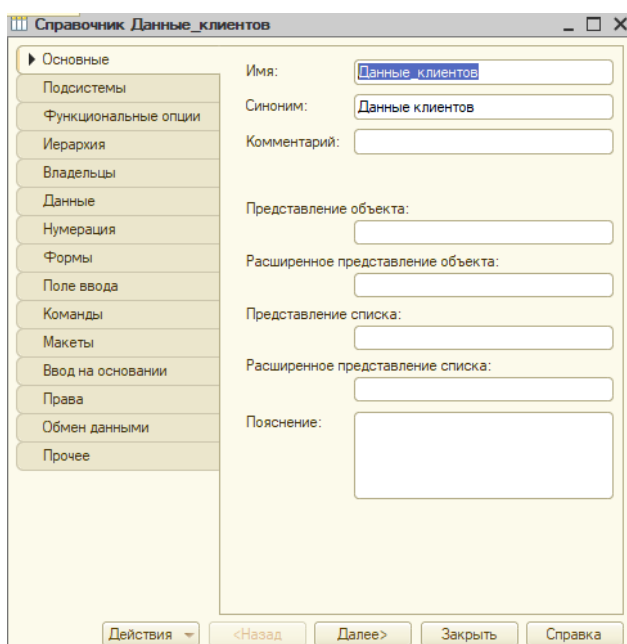 Справочник Данные_клиентов
Основные
Подсистемы
Функциональные опции
Иерархия
Владельцы
Данные
Нумерация
Формы
Поле ввода
Команды
Макеты
Ввод на основании
Права
Обмен данными
Прочее
Имя: Данные_клиентов
Синоним: Данные клиентов
Комментарий:
Представление объекта:
Расширенное представление объекта:
Представление списка:
Расширенное представление списка:
Пояснение:
Действия <Назад Далее> Закрыть Справка